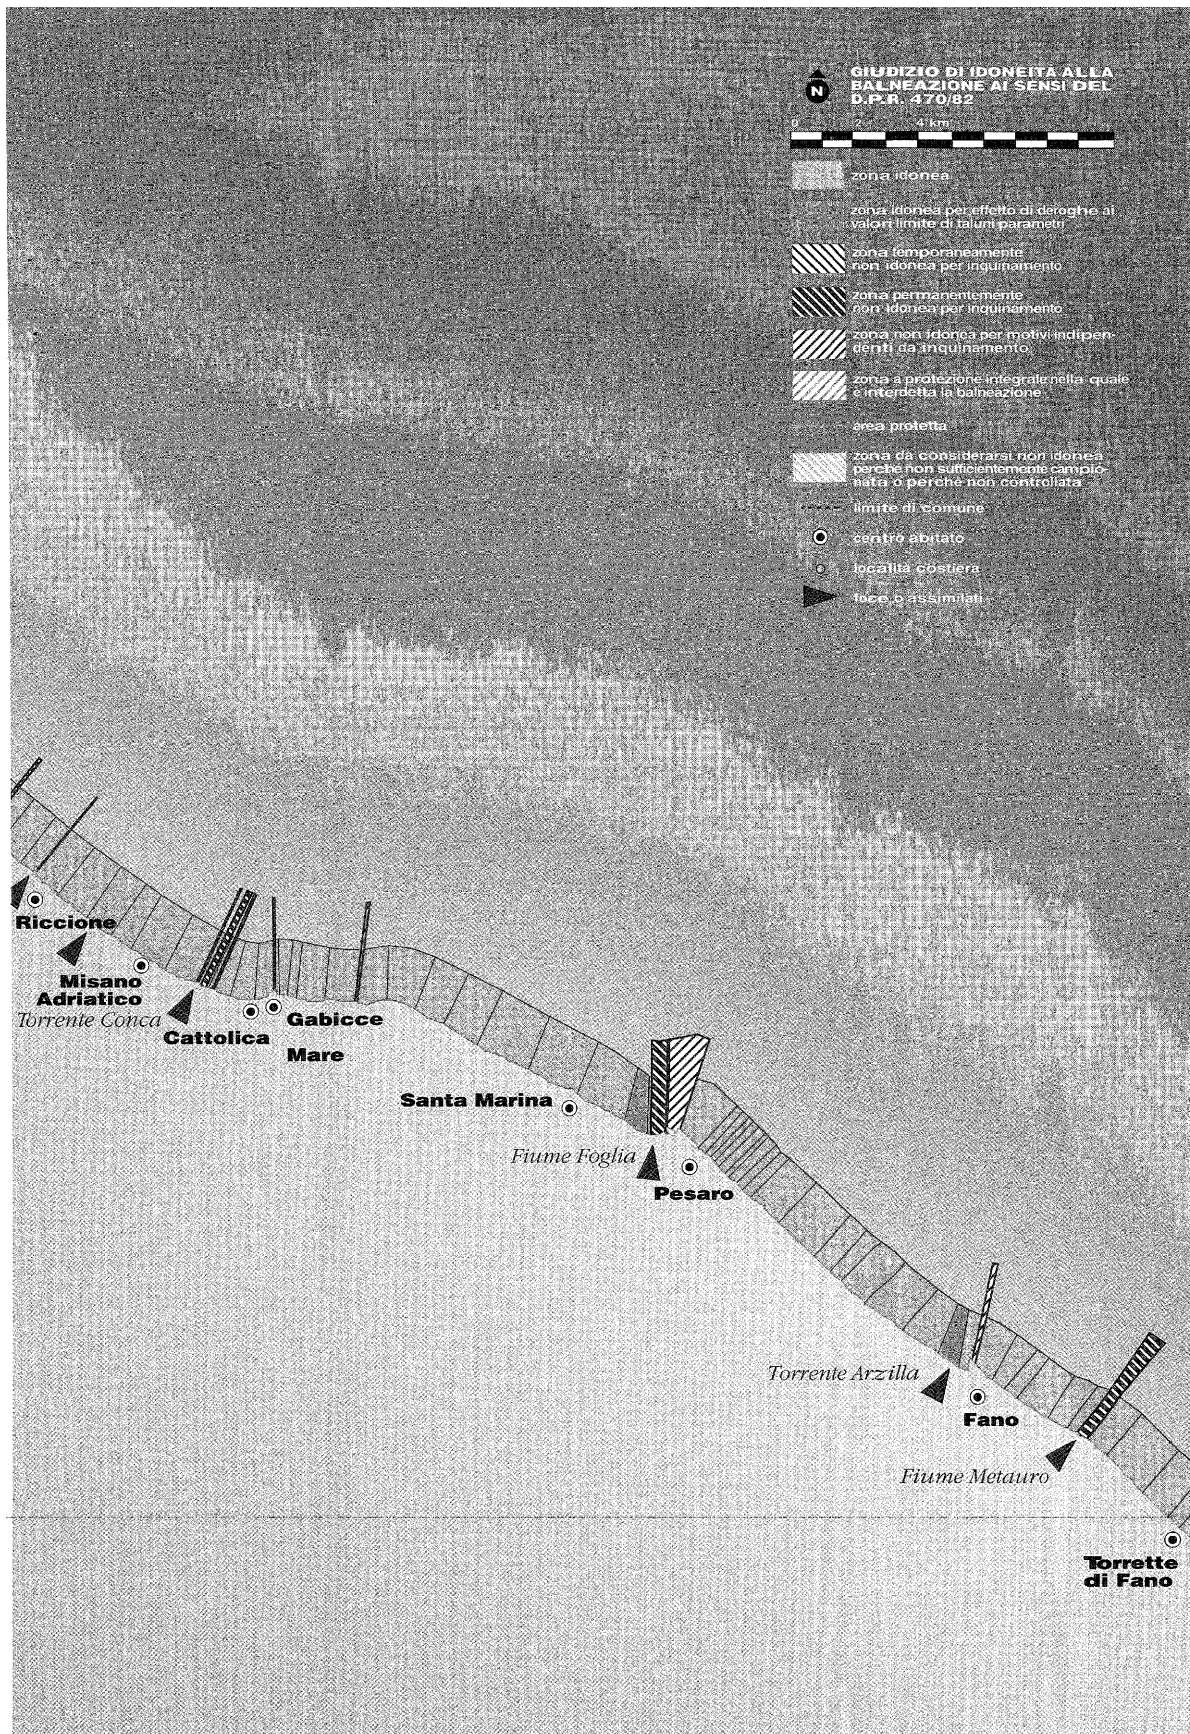 GIUDIZIO DI IDONEITÀ ALLA
BALNEAZIONE AI SENSI DEL
D.P.R. 470/82
N
0 2 4 km
zona idonea
zona idonea per effetto di deroghe ai
valori limite di taluni parametri
zona temporaneamente
non idonea per inquinamento
zona permanentemente
non idonea per inquinamento
zona non idonea per motivi indipen-
denti da inquinamento
zona a protezione integrale nella quale
è interdetta la balneazione
area protetta
zona da considerarsi non idonea
perchè non sufficientemente campio-
nata o perchè non controllata
limite di comune
centro abitato
località costiera
foce o assimilati
Riccione
Misano
Adriatico
Torrente Conca
Cattolica
Gabicce
Mare
Santa Marina
Fiume Foglia
Pesaro
Torrente Arzilla
Fano
Fiume Metauro
Torrette
di Fano